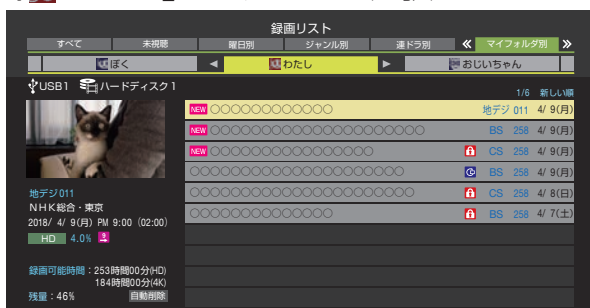 録画リスト
すべて 未視聴 曜日別 ジャンル別 連ドラ別 ≪ マイフォルダ別 ≫
ぼく ◀ わたし ▶ おじいちゃん
USB1 ハードディスク1
1/6 新しい順
NEW ○○○○○○○○○○○○ 地デジ 011 4/ 9(月)
NEW ○○○○○○○○○○○○○○○○○○○○○ BS 258 4/ 9(月)
NEW ○○○○○○○○○○○○○○○○ CS 258 4/ 9(月)
○○○○○○○○○○○○○○○○○○○○○ BS 258 4/ 9(月)
○○○○○○○○○○○○○○○○○○○○○○ CS 258 4/ 8(日)
○○○○○○○○○○○○○○ BS 258 4/ 7(土)
地デジ011
NHK総合・東京
2018/ 4/ 9(月) PM 9:00 (02:00)
HD 4.0%
録画可能時間：253時間00分(HD)
184時間00分(4K)
残量：46% 自動削除